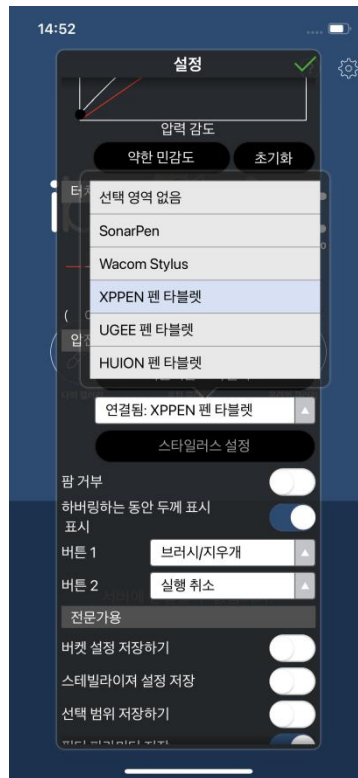 14:52
설정
압력 감도
약한 민감도
초기화
선택 영역 없음
SonarPen
Wacom Stylus
XPPEN 펜 타블렛
UGEE 펜 타블렛
HUION 펜 타블렛
연결됨: XPPEN 펜 타블렛
스타일러스 설정
팜 거부
하버링하는 동안 두께 표시
표시
버튼 1
브러시/지우개
버튼 2
실행 취소
전문가용
버켓 설정 저장하기
스테빌라이져 설정 저장
선택 범위 저장하기